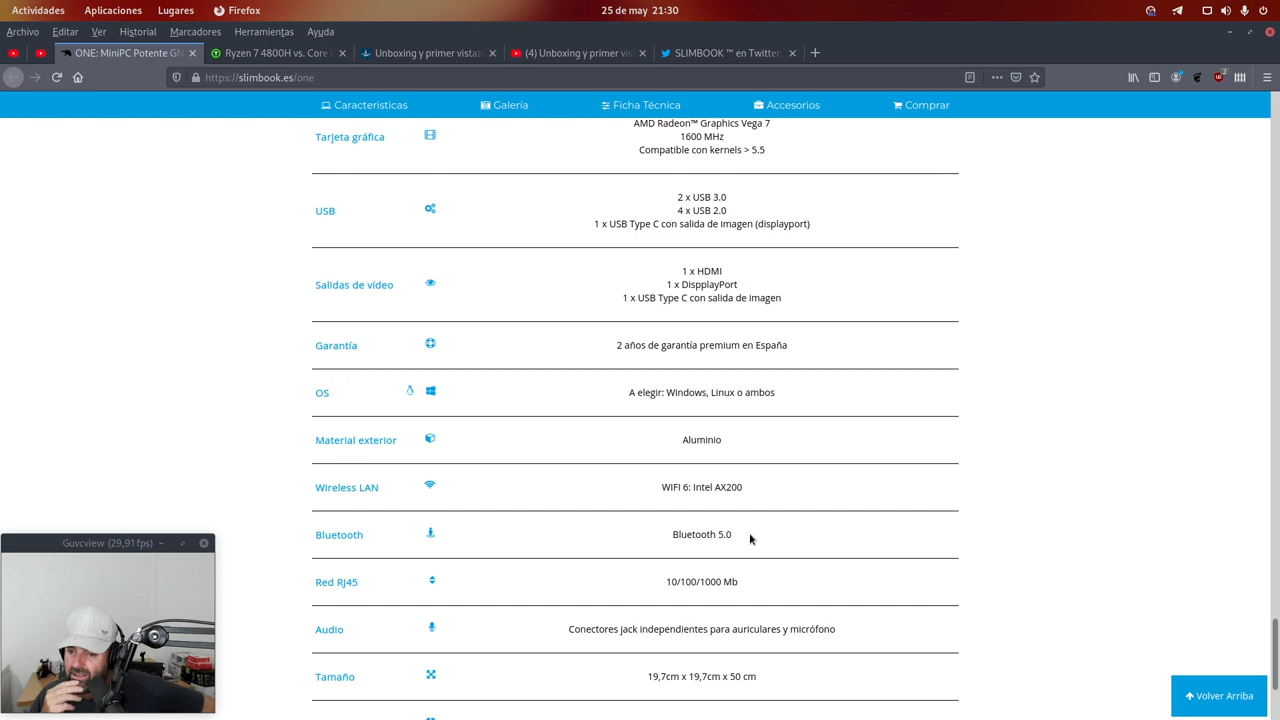 Actividades Aplicaciones Lugares Firefox 25 de may 21:30
Archivo Editar Ver Historial Marcadores Herramientas Ayuda
ONE: MiniPC Potente GN Ryzen 7 4800H vs. Core i Unboxing y primer vistaz (4) Unboxing y primer vis SLIMBOOK ™ en Twitter:
https://slimbook.es/one
Caracteristicas Galería Ficha Técnica Accesorios Comprar
Tarjeta gráfica
AMD Radeon™ Graphics Vega 7
1600 MHz
Compatible con kernels > 5.5
USB
2 x USB 3.0
4 x USB 2.0
1 x USB Type C con salida de imagen (displayport)
Salidas de vídeo
1 x HDMI
1 x DispplayPort
1 x USB Type C con salida de imagen
Garantía 2 años de garantía premium en España
OS A elegir: Windows, Linux o ambos
Material exterior Aluminio
Wireless LAN WIFI 6: Intel AX200
Bluetooth Bluetooth 5.0
Red RJ45 10/100/1000 Mb
Audio Conectores jack independientes para auriculares y micrófono
Tamaño 19,7cm x 19,7cm x 50 cm
Guvcview (29,91 fps)
Volver Arriba